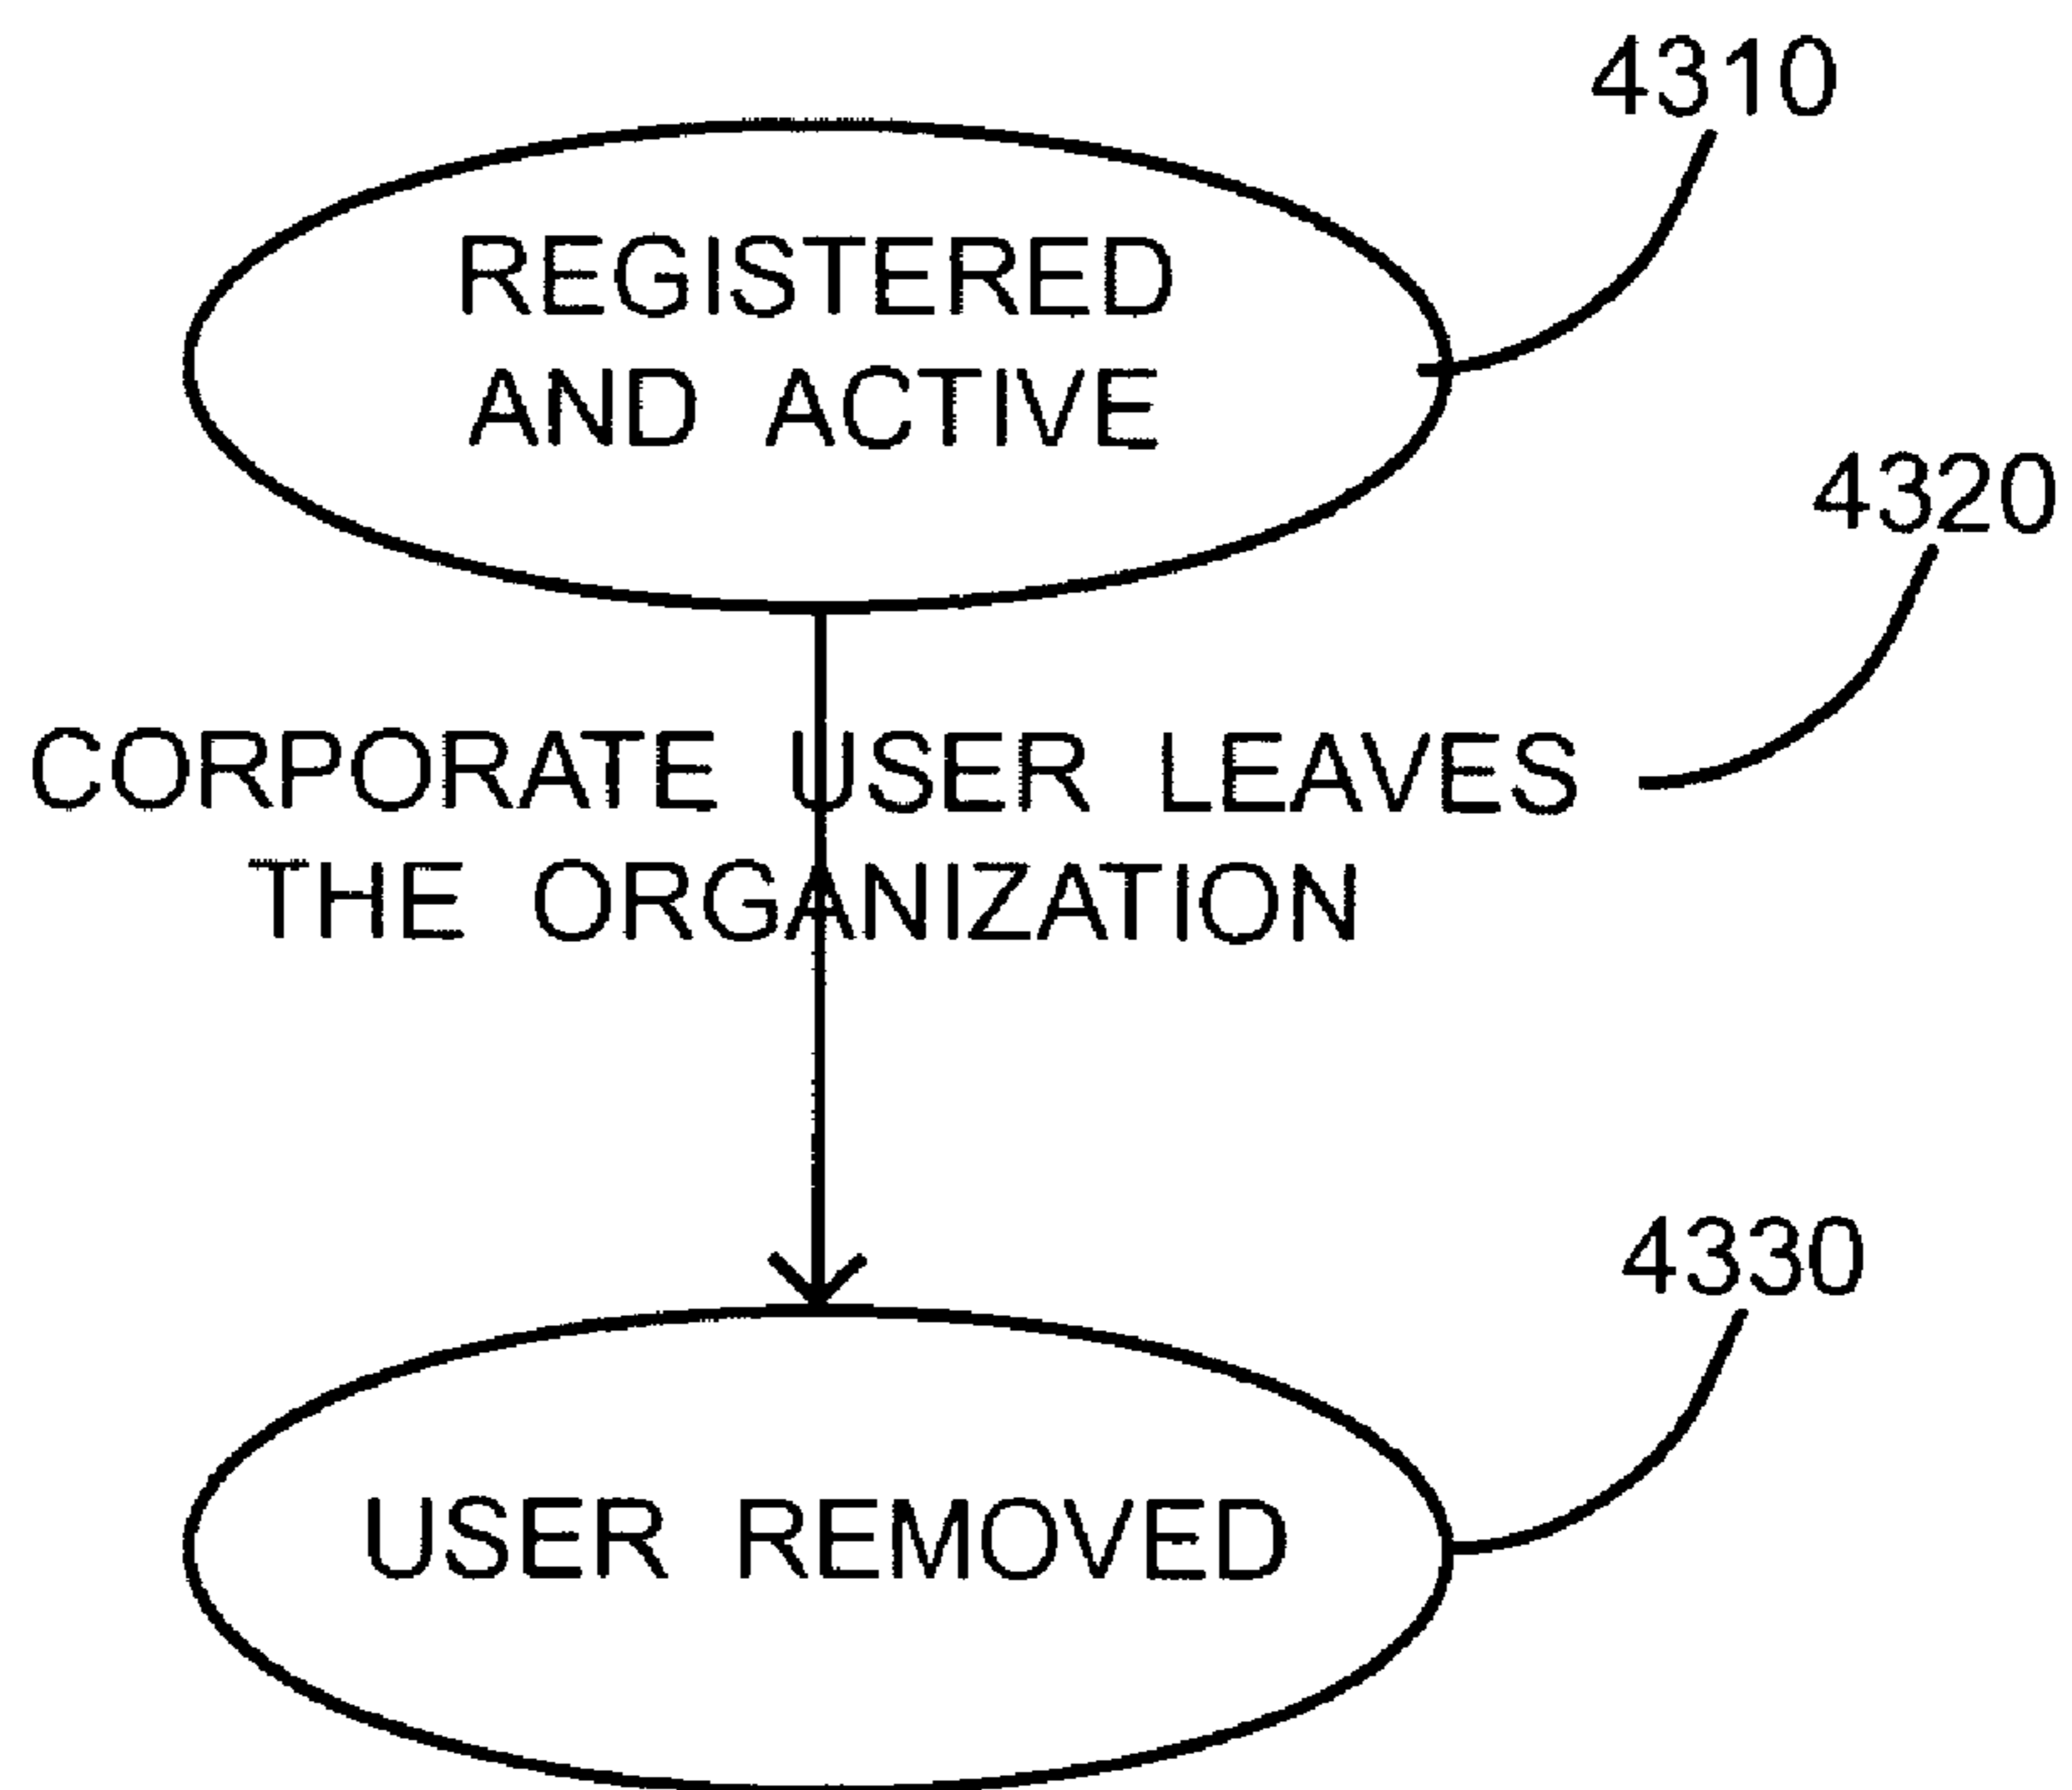 4310
REGISTERED
AND ACTIVE
4320
CORPORATE USER LEAVES
THE ORGANIZATION
4330
USER REMOVED